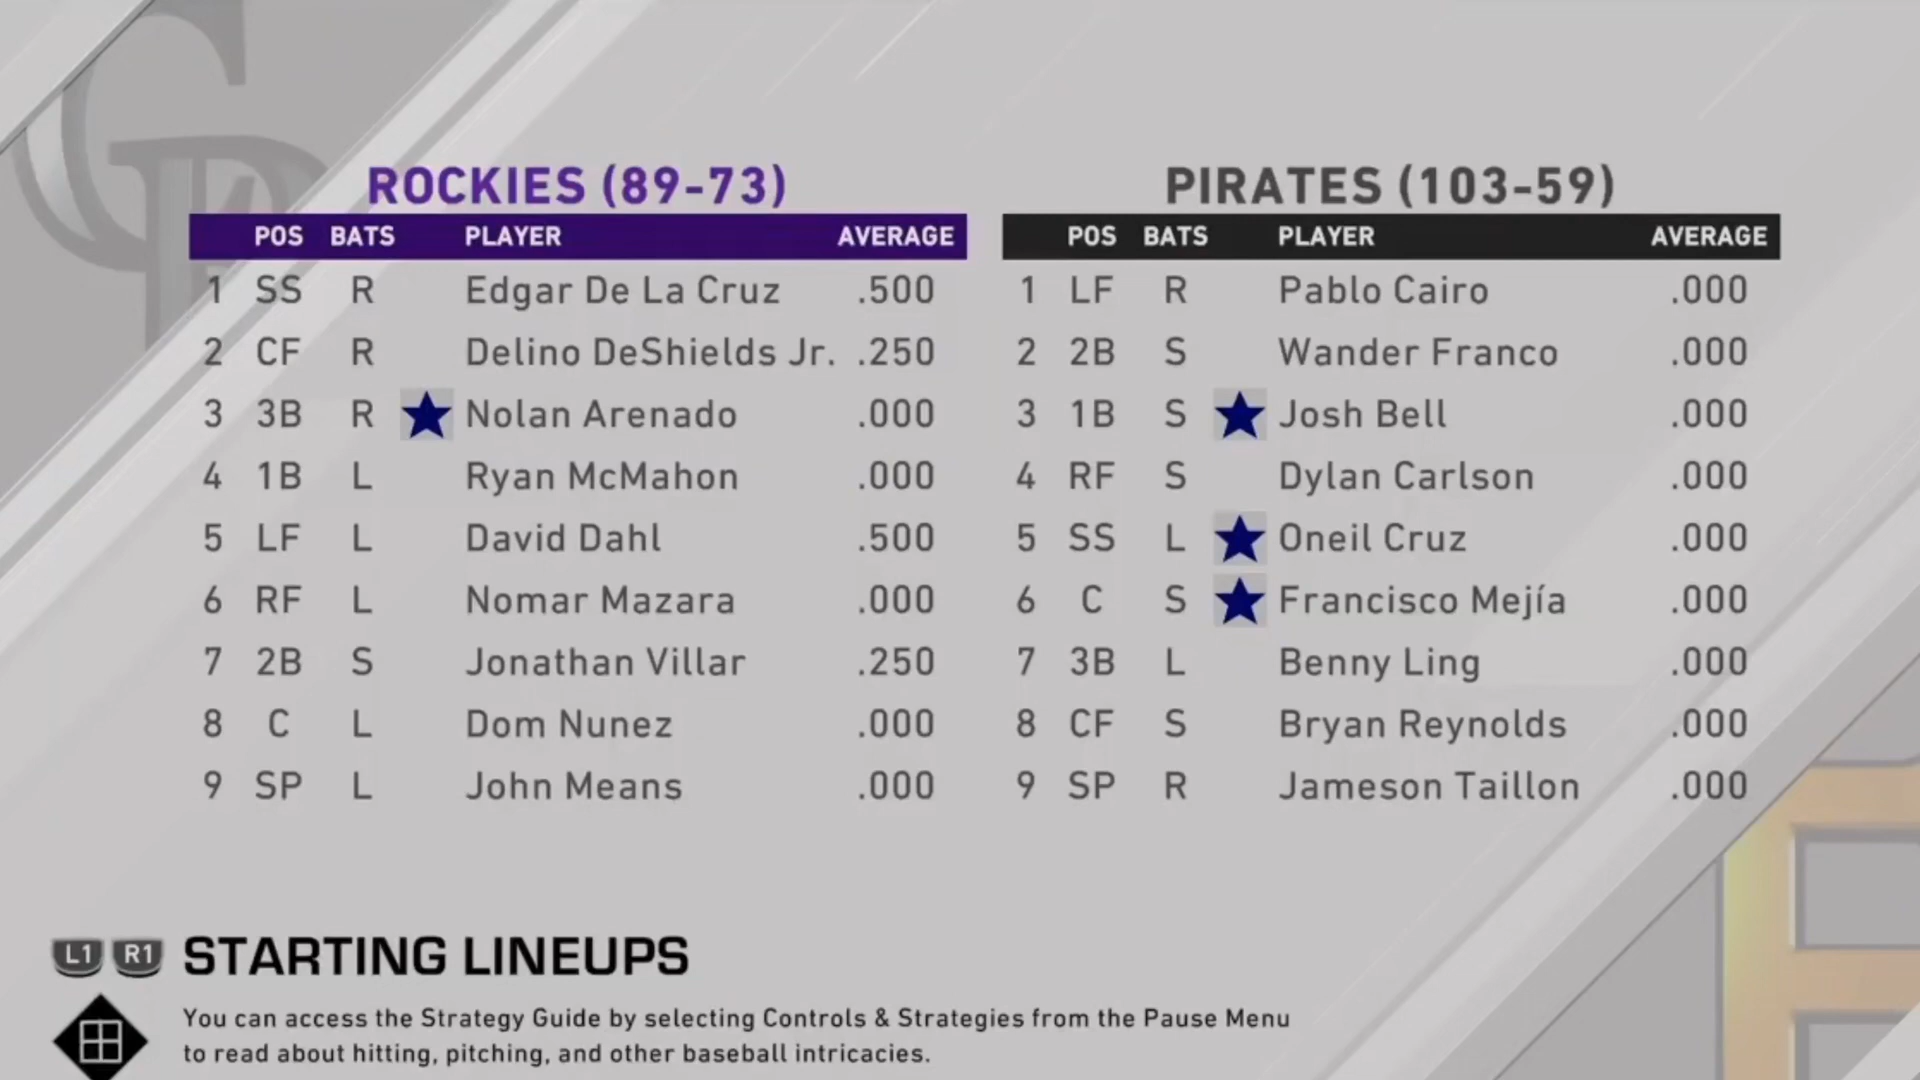 ROCKIES (89-73)
POS BATS PLAYER AVERAGE
1 SS R Edgar De La Cruz .500
2 CF R Delino DeShields Jr. .250
3 3B R Nolan Arenado .000
4 1B L Ryan McMahon .000
5 LF L David Dahl .500
6 RF L Nomar Mazara .000
7 2B S Jonathan Villar .250
8 C L Dom Nunez .000
9 SP L John Means .000
PIRATES (103-59)
POS BATS PLAYER AVERAGE
1 LF R Pablo Cairo .000
2 2B S Wander Franco .000
3 1B S Josh Bell .000
4 RF S Dylan Carlson .000
5 SS L Oneil Cruz .000
6 C S Francisco Mejía .000
7 3B L Benny Ling .000
8 CF S Bryan Reynolds .000
9 SP R Jameson Taillon .000
L1 R1 STARTING LINEUPS
You can access the Strategy Guide by selecting Controls & Strategies from the Pause Menu
to read about hitting, pitching, and other baseball intricacies.